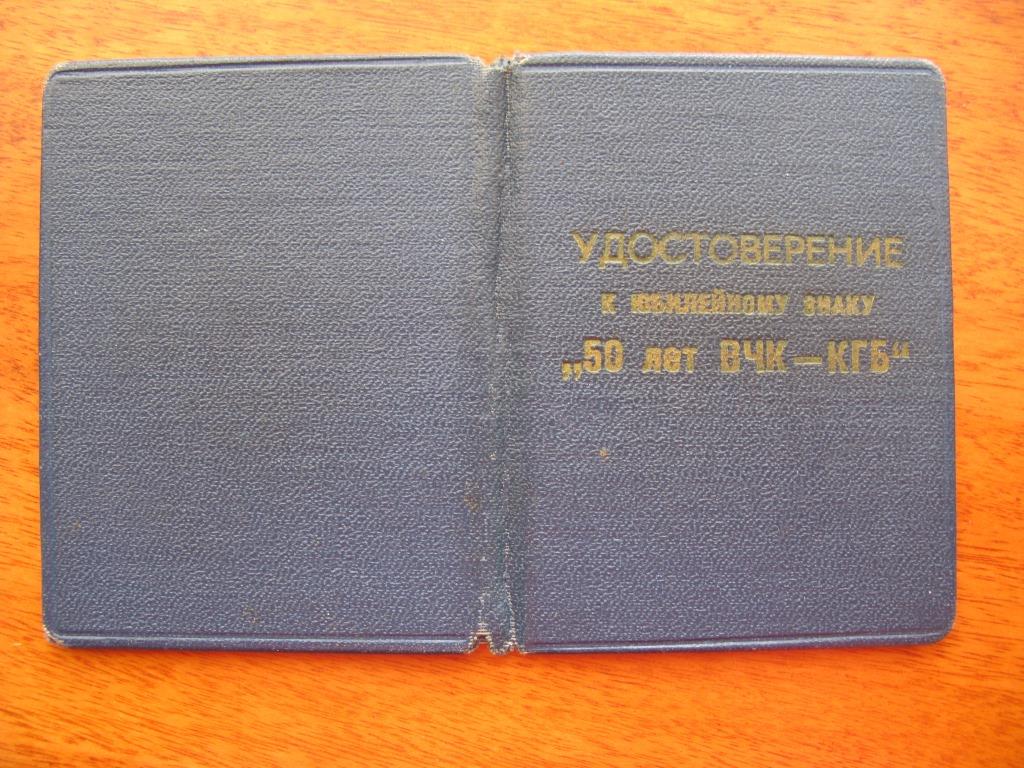 УДОСТОВЕРЕНИЕ
К ЮБИЛЕЙНОМУ ЗНАКУ
„50 лет ВЧК—КГБ“